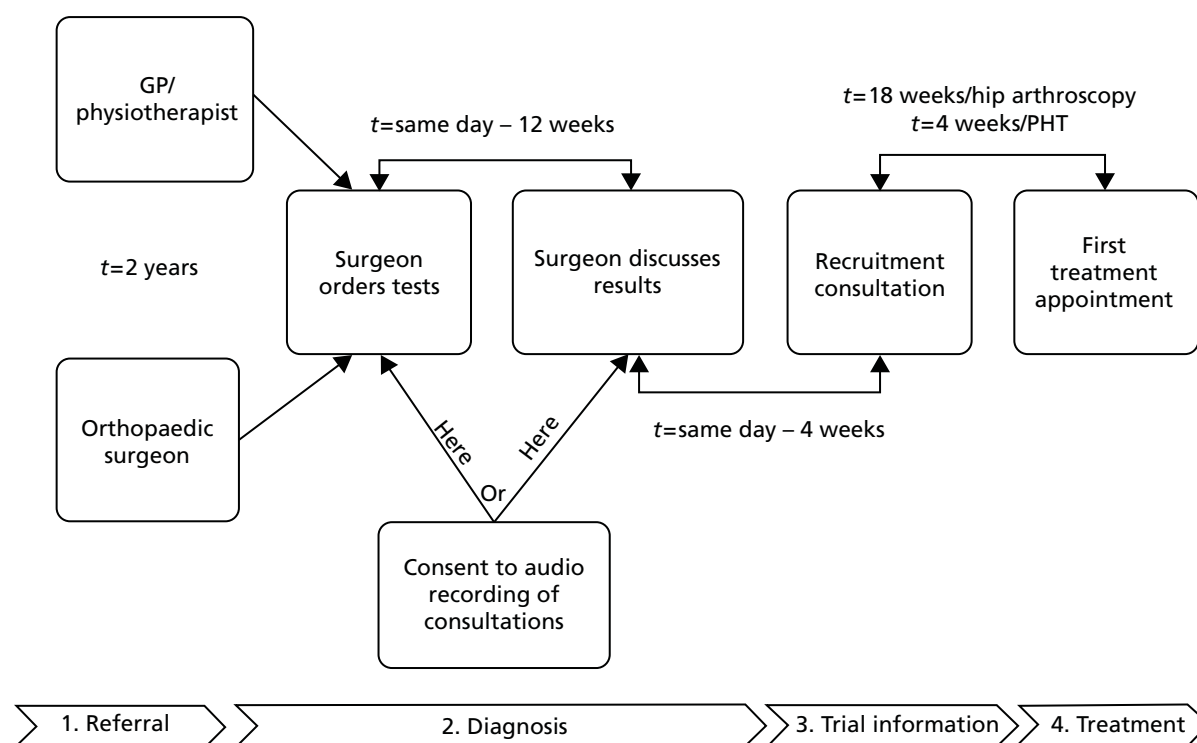 GP/
physiotherapist
t=same day – 12 weeks
t=18 weeks/hip arthroscopy
t=4 weeks/PHT
t=2 years
Surgeon
orders tests
Surgeon discusses
results
Recruitment
consultation
First
treatment
appointment
Orthopaedic
surgeon
Here
Or
Here
t=same day – 4 weeks
Consent to audio
recording of
consultations
1. Referral
2. Diagnosis
3. Trial information
4. Treatment